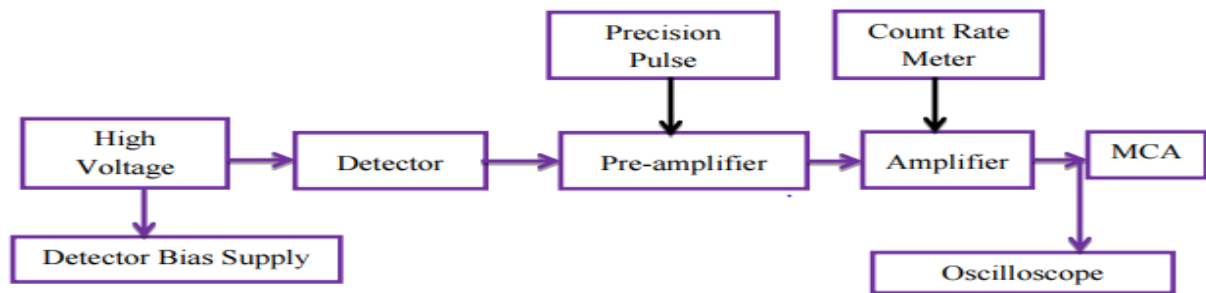 Precision
Pulse
Count Rate
Meter
High
Voltage
Detector
Pre-amplifier
Amplifier
MCA
Detector Bias Supply
Oscilloscope